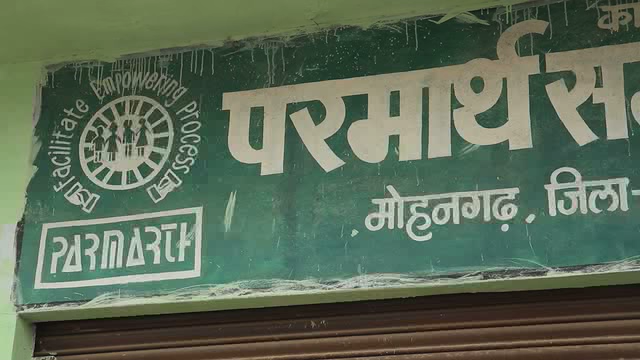 Facilitate Empowering Process
PARMARTH
परमार्थ
मोहनगढ़, जिला-